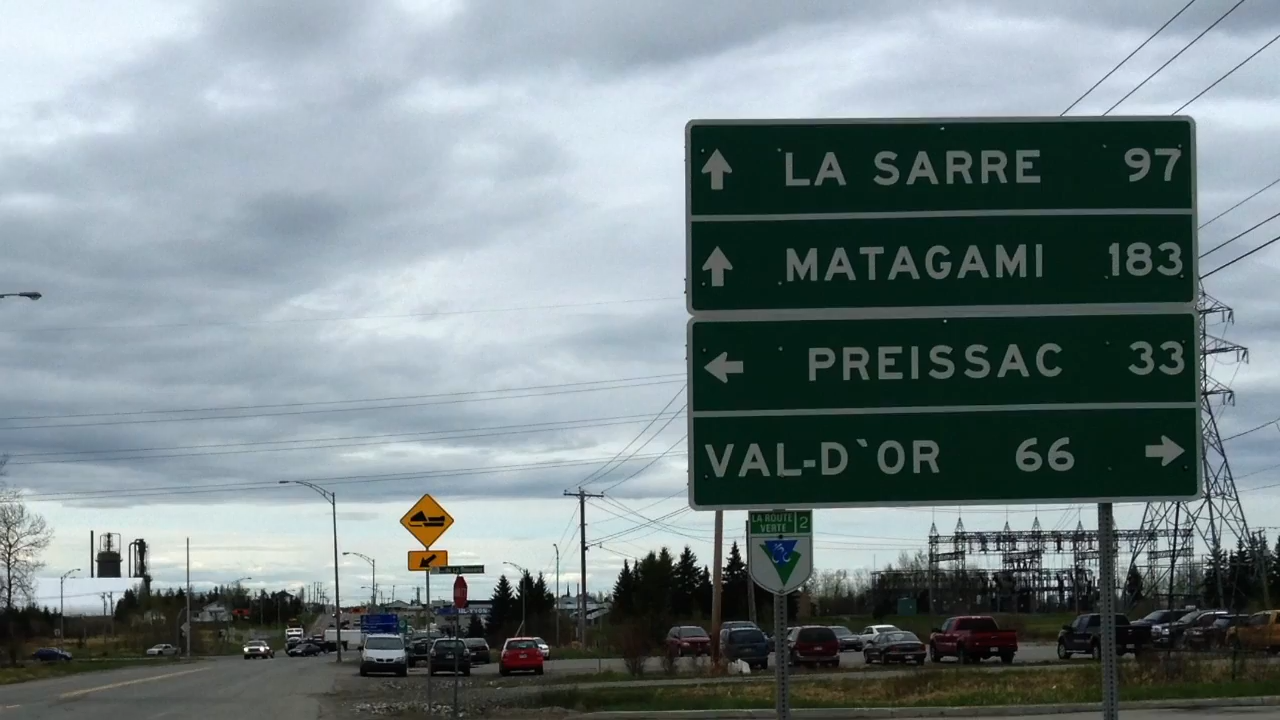 LA SARRE 97
MATAGAMI 183
PREISSAC 33
VAL-D`OR 66
LA ROUTE 2
VERTE